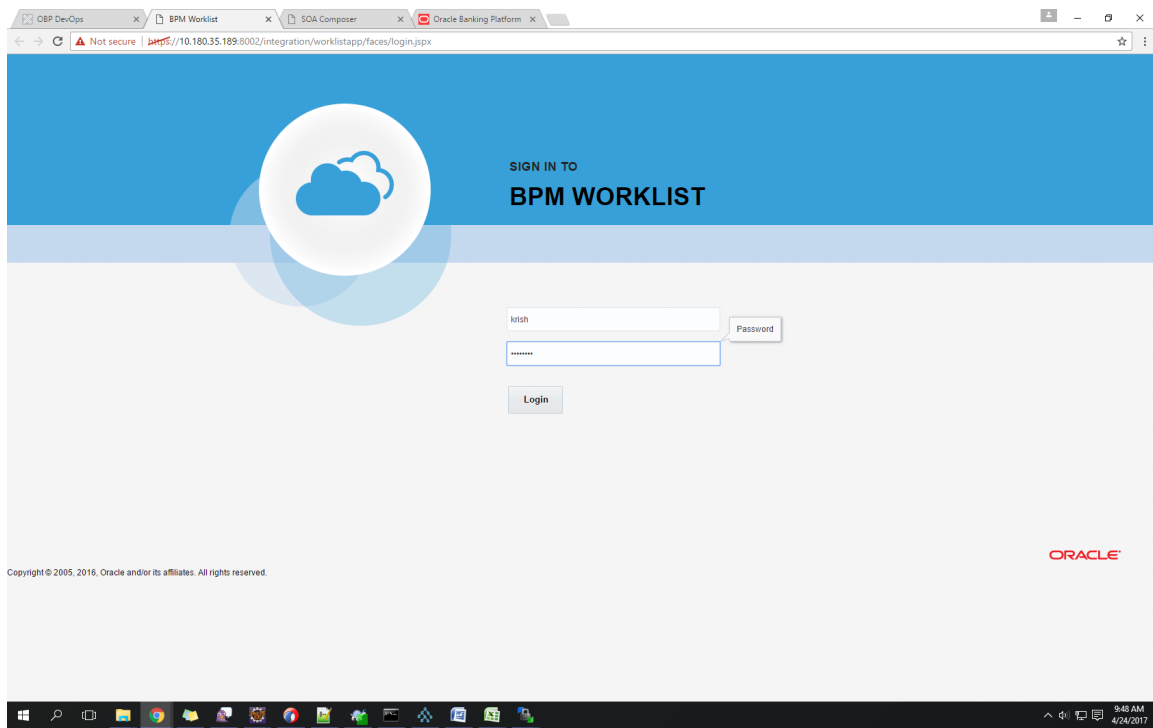 OBP DevOps
BPM Worklist
SOA Composer
Oracle Banking Platform
Not secure | https://10.180.35.189:8002/integration/worklistapp/faces/login.jspx
SIGN IN TO
BPM WORKLIST
krish
Password
••••••••
Login
ORACLE
Copyright © 2005, 2016, Oracle and/or its affiliates. All rights reserved.
9:48 AM
4/24/2017